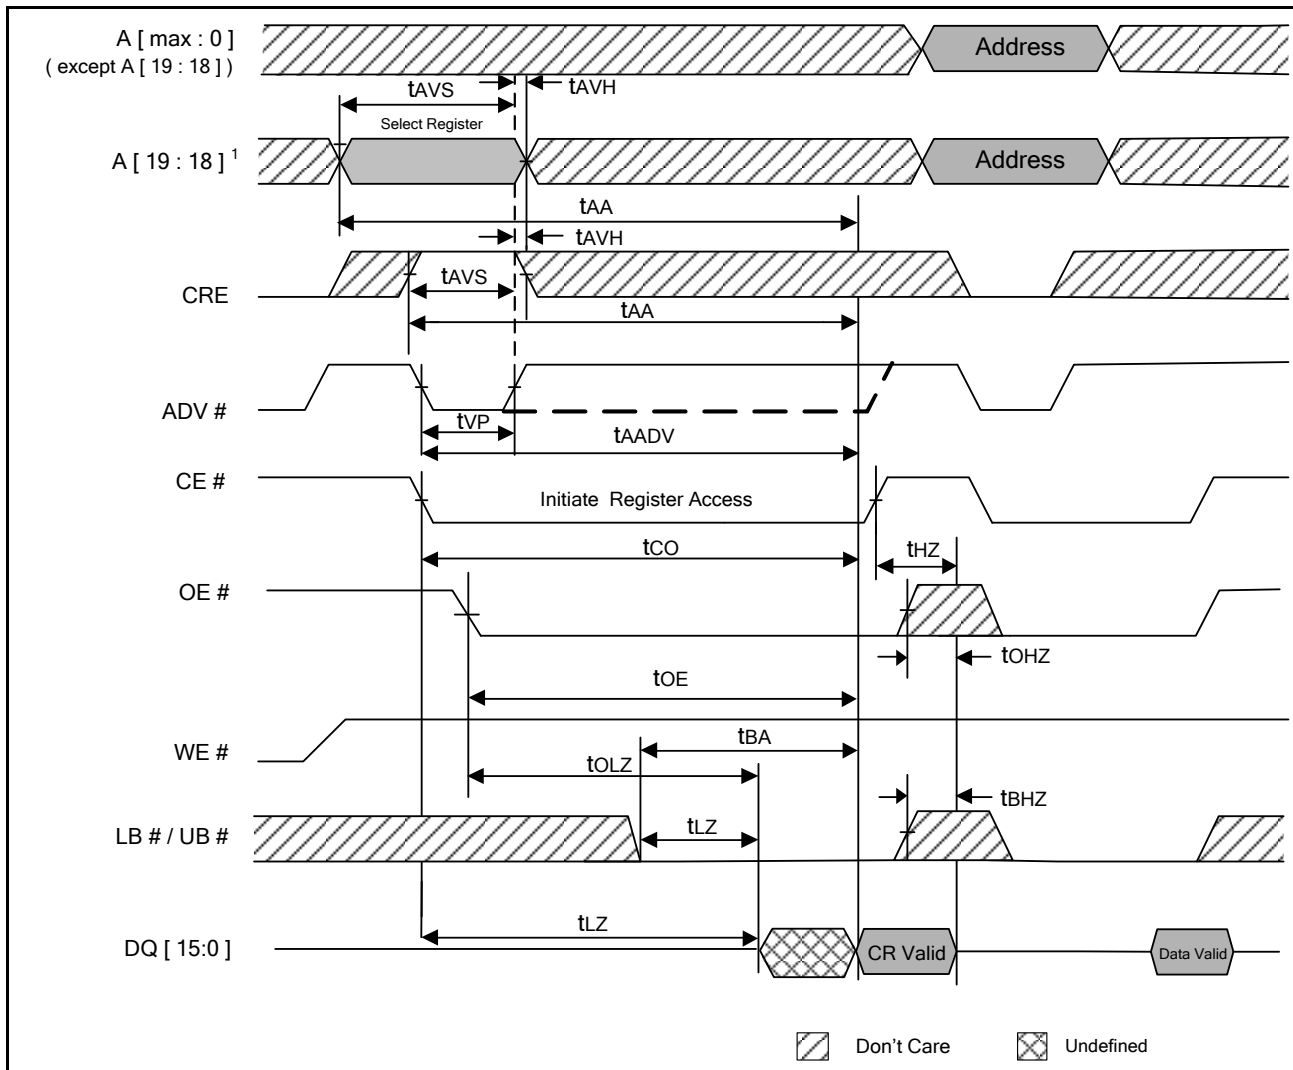 A [ max : 0 ]
( except A [ 19 : 18 ] )
Address
tAVS
tAVH
Select Register
A [ 19 : 18 ] 1
Address
tAA
tAVH
tAVS
CRE
tAA
ADV #
tVP
tAADV
CE #
Initiate Register Access
tCO
tHZ
OE #
tOHZ
tOE
WE #
tBA
tOLZ
tBHZ
LB # / UB #
tLZ
tLZ
DQ [ 15:0 ]
CR Valid
Data Valid
Don't Care
Undefined